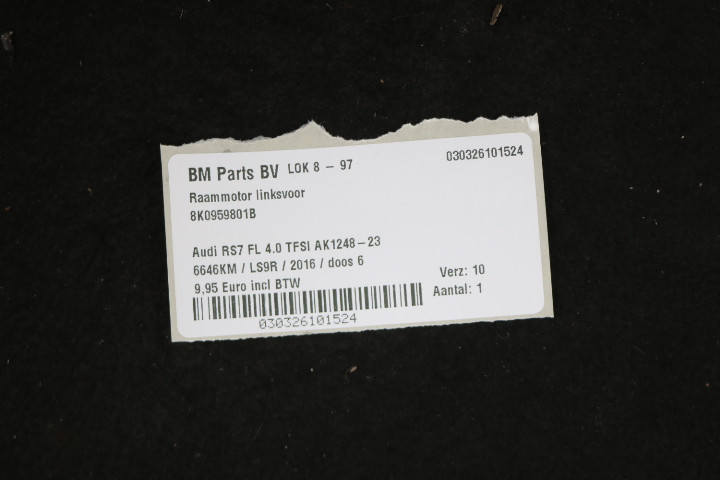 BM Parts BV LOK 8 - 97 030326101524
Raammotor linksvoor
8K0959801B
Audi RS7 FL 4.0 TFSI AK1248-23
6646KM / LS9R / 2016 / doos 6
Verz: 10
9,95 Euro incl BTW
Aantal: 1
030326101524